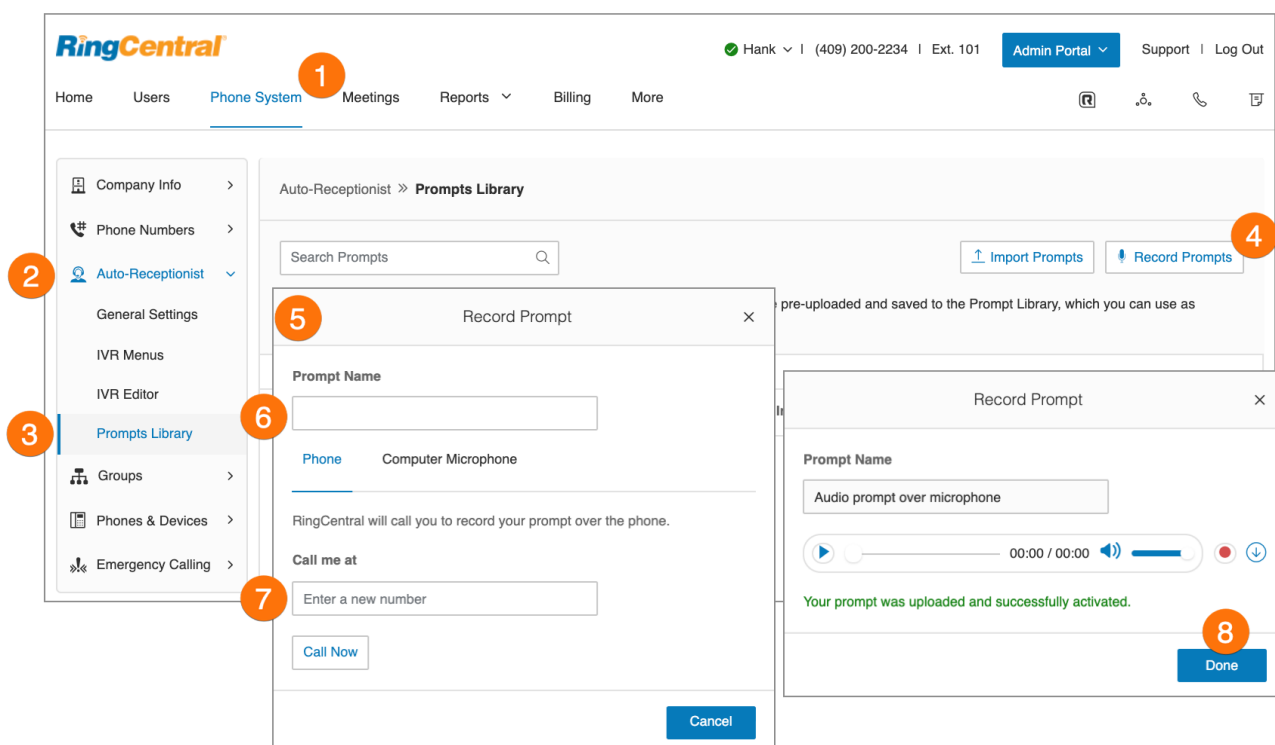 RingCentral
Hank | (409) 200-2234 | Ext. 101
Admin Portal
Support | Log Out
1
Home
Users
Phone System
Meetings
Reports
Billing
More
Company Info
Phone Numbers
2
Auto-Receptionist
General Settings
IVR Menus
IVR Editor
3
Prompts Library
Groups
Phones & Devices
Emergency Calling
Auto-Receptionist » Prompts Library
4
Search Prompts
Import Prompts
Record Prompts
pre-uploaded and saved to the Prompt Library, which you can use as
5
Record Prompt
Prompt Name
6
Phone
Computer Microphone
RingCentral will call you to record your prompt over the phone.
Call me at
7
Enter a new number
Call Now
Cancel
Record Prompt
Prompt Name
Audio prompt over microphone
00:00 / 00:00
Your prompt was uploaded and successfully activated.
8
Done